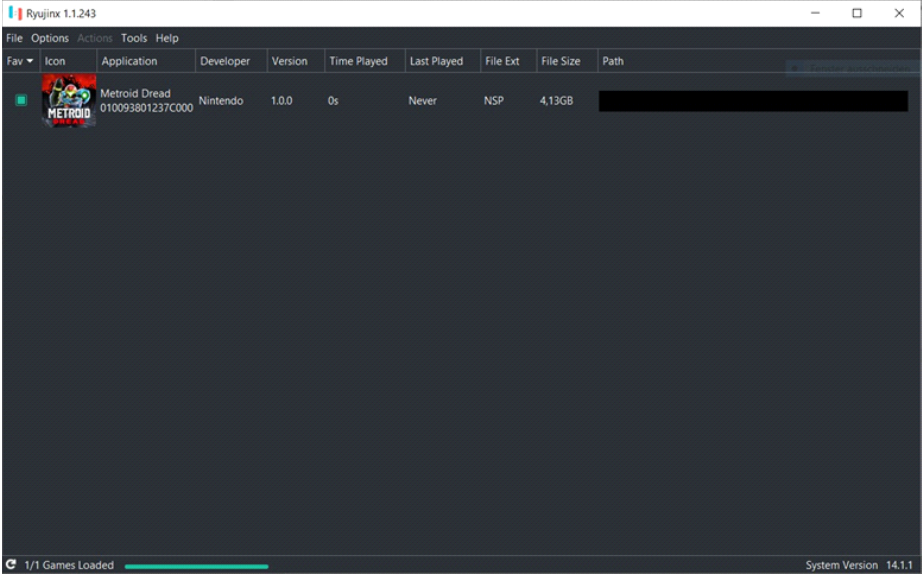 Ryujinx 1.1.243
File Options Actions Tools Help
Fav Icon Application Developer Version Time Played Last Played File Ext File Size Path
METROID DREAD
Metroid Dread
010093801237C000
Nintendo 1.0.0 0s Never NSP 4,13GB
1/1 Games Loaded System Version 14.1.1